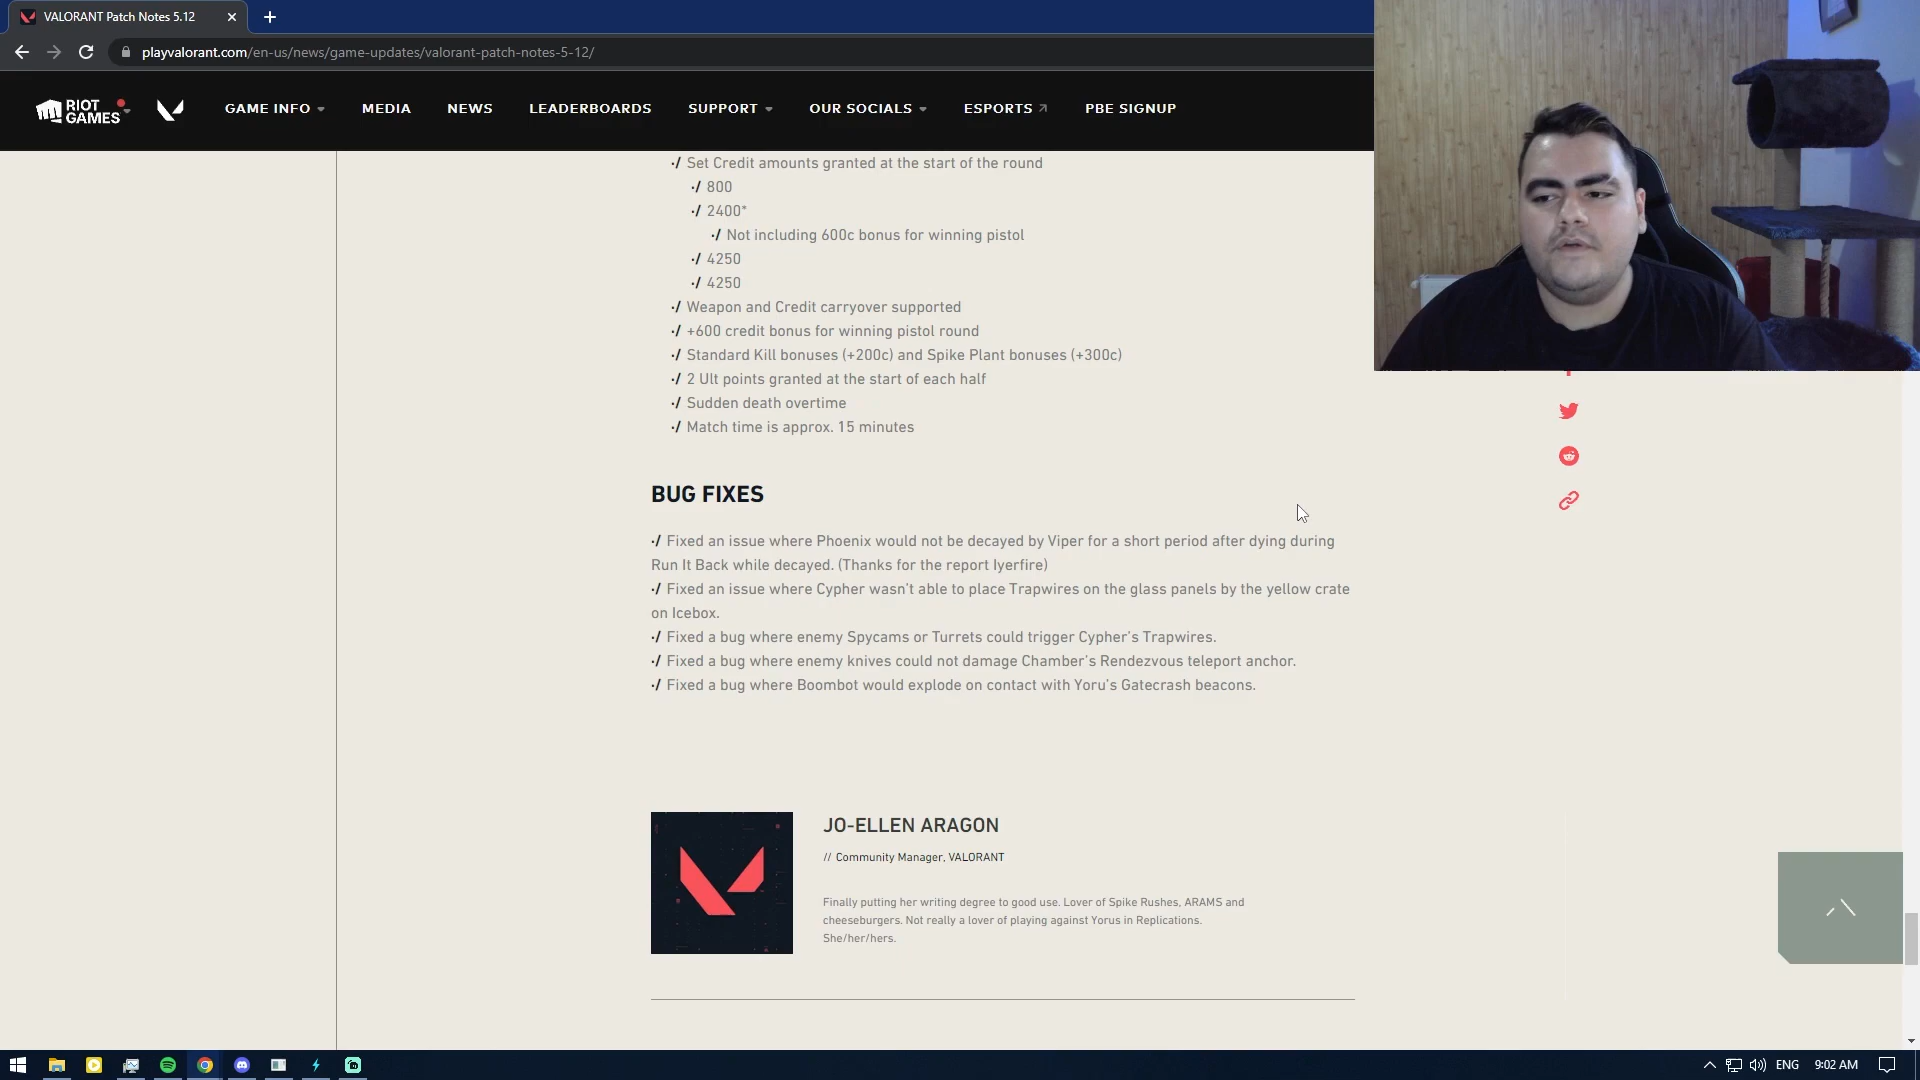 VALORANT Patch Notes 5.12
playvalorant.com/en-us/news/game-updates/valorant-patch-notes-5-12/
RIOT GAMES GAME INFO MEDIA NEWS LEADERBOARDS SUPPORT OUR SOCIALS ESPORTS PBE SIGNUP
Set Credit amounts granted at the start of the round
800
2400*
Not including 600c bonus for winning pistol
4250
4250
Weapon and Credit carryover supported
+600 credit bonus for winning pistol round
Standard Kill bonuses (+200c) and Spike Plant bonuses (+300c)
2 Ult points granted at the start of each half
Sudden death overtime
Match time is approx. 15 minutes
BUG FIXES
Fixed an issue where Phoenix would not be decayed by Viper for a short period after dying during
Run It Back while decayed. (Thanks for the report Iyerfire)
Fixed an issue where Cypher wasn’t able to place Trapwires on the glass panels by the yellow crate
on Icebox.
Fixed a bug where enemy Spycams or Turrets could trigger Cypher’s Trapwires.
Fixed a bug where enemy knives could not damage Chamber’s Rendezvous teleport anchor.
Fixed a bug where Boombot would explode on contact with Yoru’s Gatecrash beacons.
JO-ELLEN ARAGON
// Community Manager, VALORANT
Finally putting her writing degree to good use. Lover of Spike Rushes, ARAMS and
cheeseburgers. Not really a lover of playing against Yorus in Replications.
She/her/hers.
ENG 9:02 AM